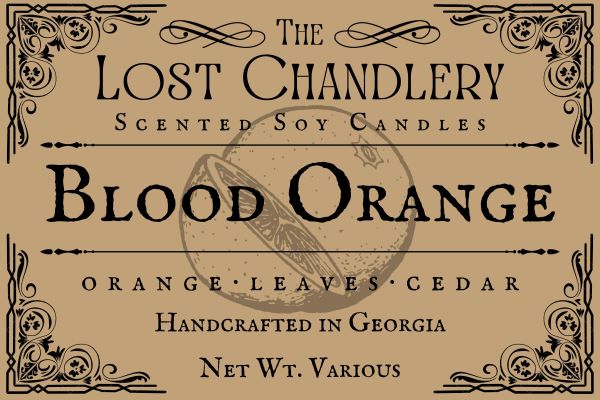 The
Lost Chandlery
Scented Soy Candles
Blood Orange
ORANGE·LEAVES·CEDAR
Handcrafted in Georgia
Net Wt. Various